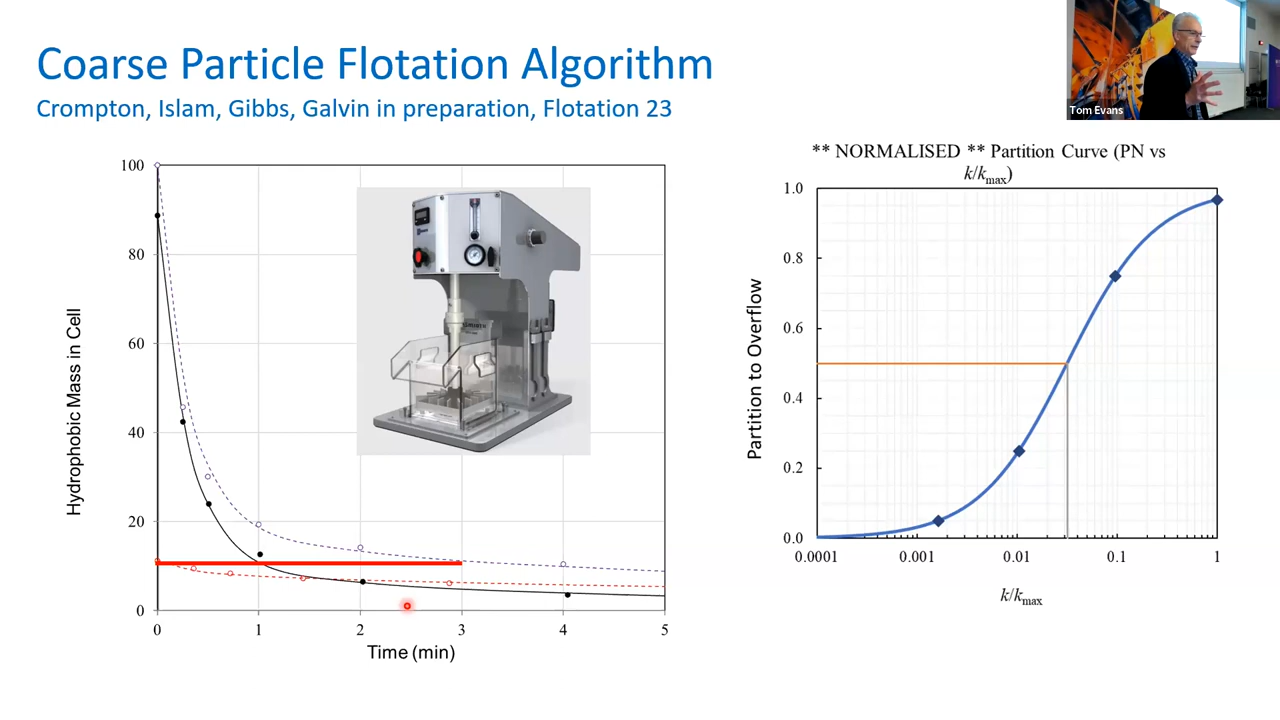 Coarse Particle Flotation Algorithm
Crompton, Islam, Gibbs, Galvin in preparation, Flotation 23
Tom Evans
100
80
60
40
20
0
Hydrophobic Mass in Cell
0 1 2 3 4 5
Time (min)
** NORMALISED ** Partition Curve (PN vs
k/kmax)
1.0
0.8
0.6
0.4
0.2
0.0
Partition to Overflow
0.0001 0.001 0.01 0.1 1
k/kmax